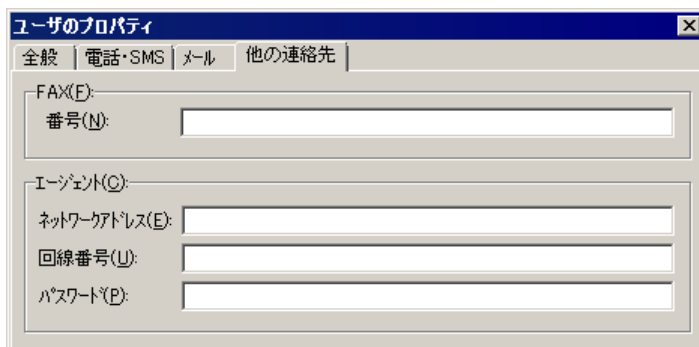 ユーザのプロパティ
全般 電話・SMS メール 他の連絡先
FAX(F):
番号(N):
エージェント(C):
ネットワークアドレス(E):
回線番号(U):
パスワード(P):